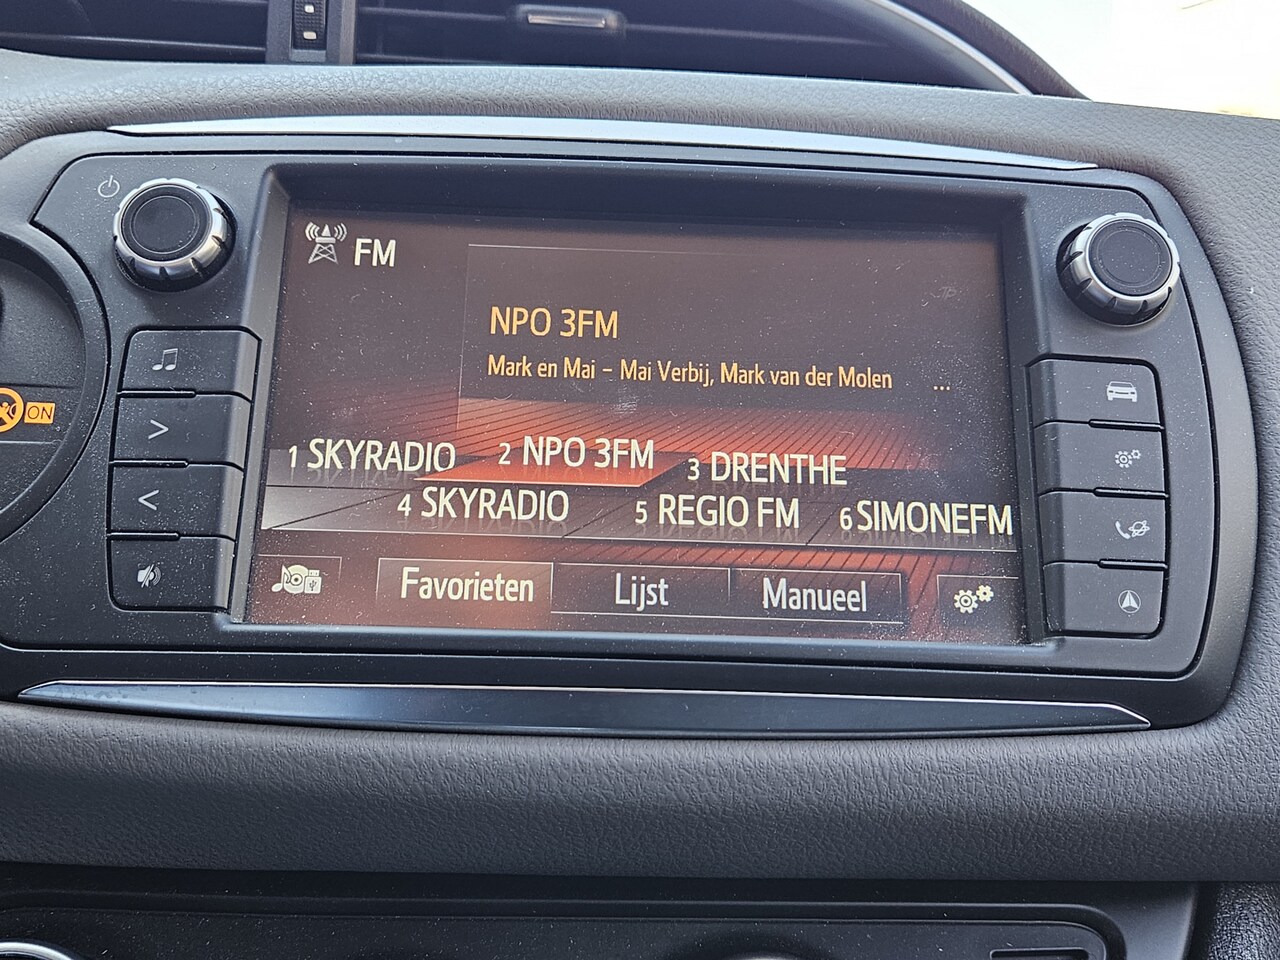 FM
NPO 3FM
Mark en Mai – Mai Verbij, Mark van der Molen ...
1 SKYRADIO 2 NPO 3FM 3 DRENTHE
4 SKYRADIO 5 REGIO FM 6 SIMONEFM
Favorieten Lijst Manueel
ON